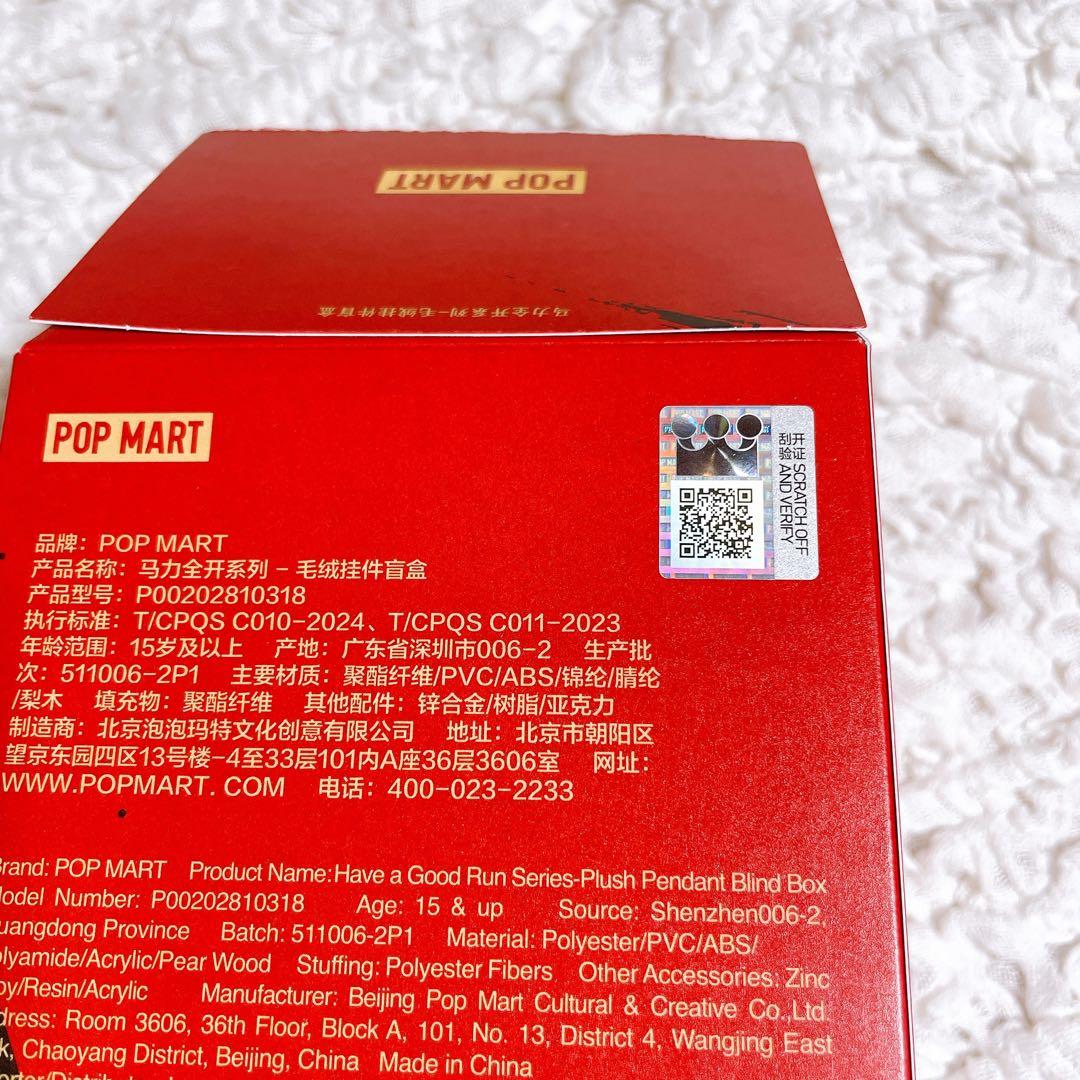 POP MART
马力全开系列-毛绒挂件盲盒
POP MART
开证 SCRATCH OFF
刮验 AND VERIFY
品牌：POP MART
产品名称：马力全开系列 - 毛绒挂件盲盒
产品型号：P00202810318
执行标准：T/CPQS C010-2024、T/CPQS C011-2023
年龄范围：15岁及以上 产地：广东省深圳市006-2 生产批
次：511006-2P1 主要材质：聚酯纤维/PVC/ABS/锦纶/腈纶
/梨木 填充物：聚酯纤维 其他配件：锌合金/树脂/亚克力
制造商：北京泡泡玛特文化创意有限公司 地址：北京市朝阳区
望京东园四区13号楼-4至33层101内A座36层3606室 网址：
WWW.POPMART. COM 电话：400-023-2233
rand: POP MART Product Name:Have a Good Run Series-Plush Pendant Blind Box
odel Number: P00202810318 Age: 15 & up Source: Shenzhen006-2,
uangdong Province Batch: 511006-2P1 Material: Polyester/PVC/ABS/
olyamide/Acrylic/Pear Wood Stuffing: Polyester Fibers Other Accessories: Zinc
oy/Resin/Acrylic Manufacturer: Beijing Pop Mart Cultural & Creative Co.,Ltd.
dress: Room 3606, 36th Floor, Block A, 101, No. 13, District 4, Wangjing East
k, Chaoyang District, Beijing, China Made in China